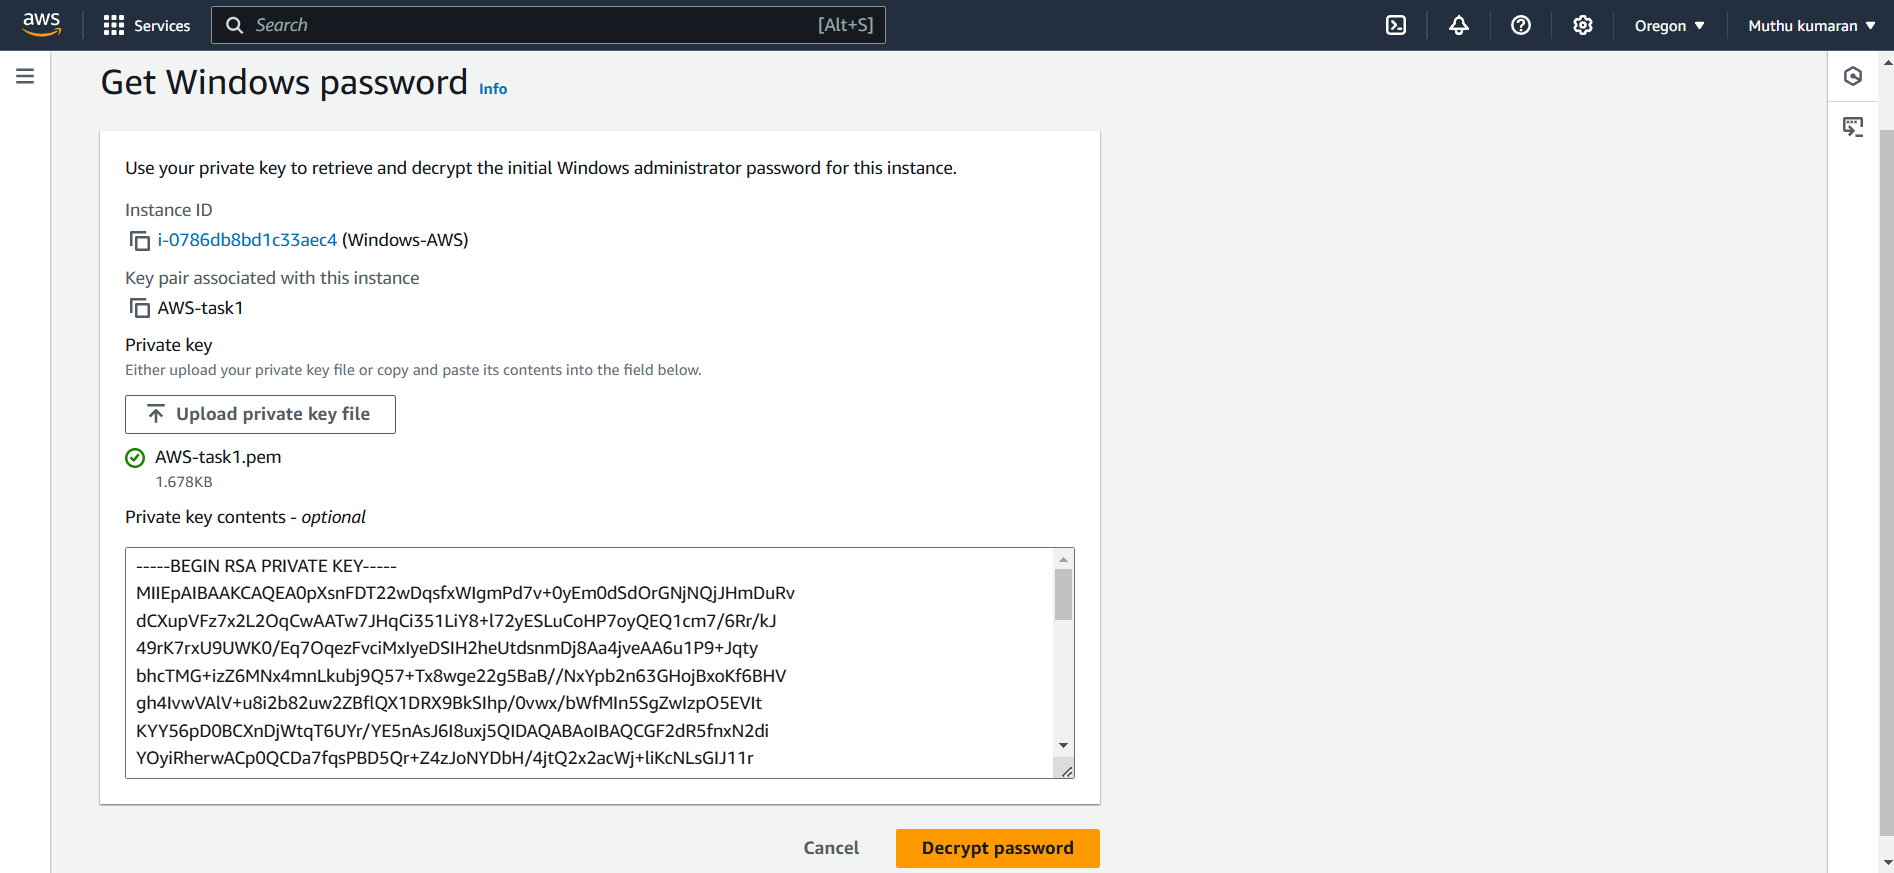 aws
Services
Search
[Alt+S]
Oregon
Muthu kumaran
Get Windows password Info
Use your private key to retrieve and decrypt the initial Windows administrator password for this instance.
Instance ID
i-0786db8bd1c33aec4 (Windows-AWS)
Key pair associated with this instance
AWS-task1
Private key
Either upload your private key file or copy and paste its contents into the field below.
Upload private key file
AWS-task1.pem
1.678KB
Private key contents - optional
-----BEGIN RSA PRIVATE KEY-----
MIIEpAIBAAKCAQEA0pXsnFDT22wDqsfxWIgmPd7v+0yEm0dSdOrGNjNQjJHmDuRv
dCXupVFz7x2L2OqCwAATw7JHqCi351LiY8+l72yESLuCoHP7oyQEQ1cm7/6Rr/kJ
49rK7rxU9UWK0/Eq7OqezFvciMxIyeDSIH2heUtdsnmDj8Aa4jveAA6u1P9+Jqty
bhcTMG+izZ6MNx4mnLkubj9Q57+Tx8wge22g5BaB//NxYpb2n63GHojBxoKf6BHV
gh4IvwVAlV+u8i2b82uw2ZBflQX1DRX9BkSIhp/0vwx/bWfMIn5SgZwIzpO5EVIt
KYY56pD0BCXnDjWtqT6UYr/YE5nAsJ6I8uxj5QIDAQABAoIBAQCGF2dR5fnxN2di
YOyiRherwACp0QCDa7fqsPBD5Qr+Z4zJoNYDbH/4jtQ2x2acWj+liKcNLsGIJ11r
Cancel
Decrypt password